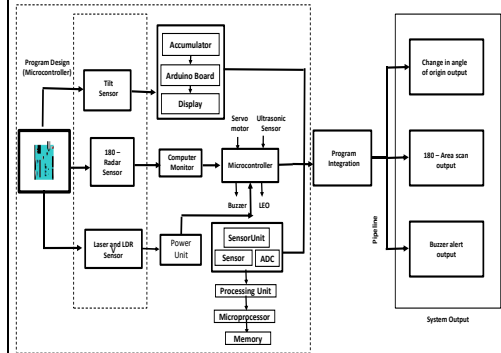 Program Design
(Microcontroller)
Tilt
Sensor
180 – 
Radar
Sensor
Laser and LDR
V
Sensor
Accumulator
Arduino Board
Display
Computer
Monitor
Power
Unit
Servo
motor
Ultrasonic
Sensor
Microcontroller
Buzzer
LEO
SensorUnit
Sensor
ADC
Processing Unit
Microprocessor
Memory
Program
Integration
Pipeline
Change in angle
of origin output
180 – Area scan
output
Buzzer alert
output
System Output